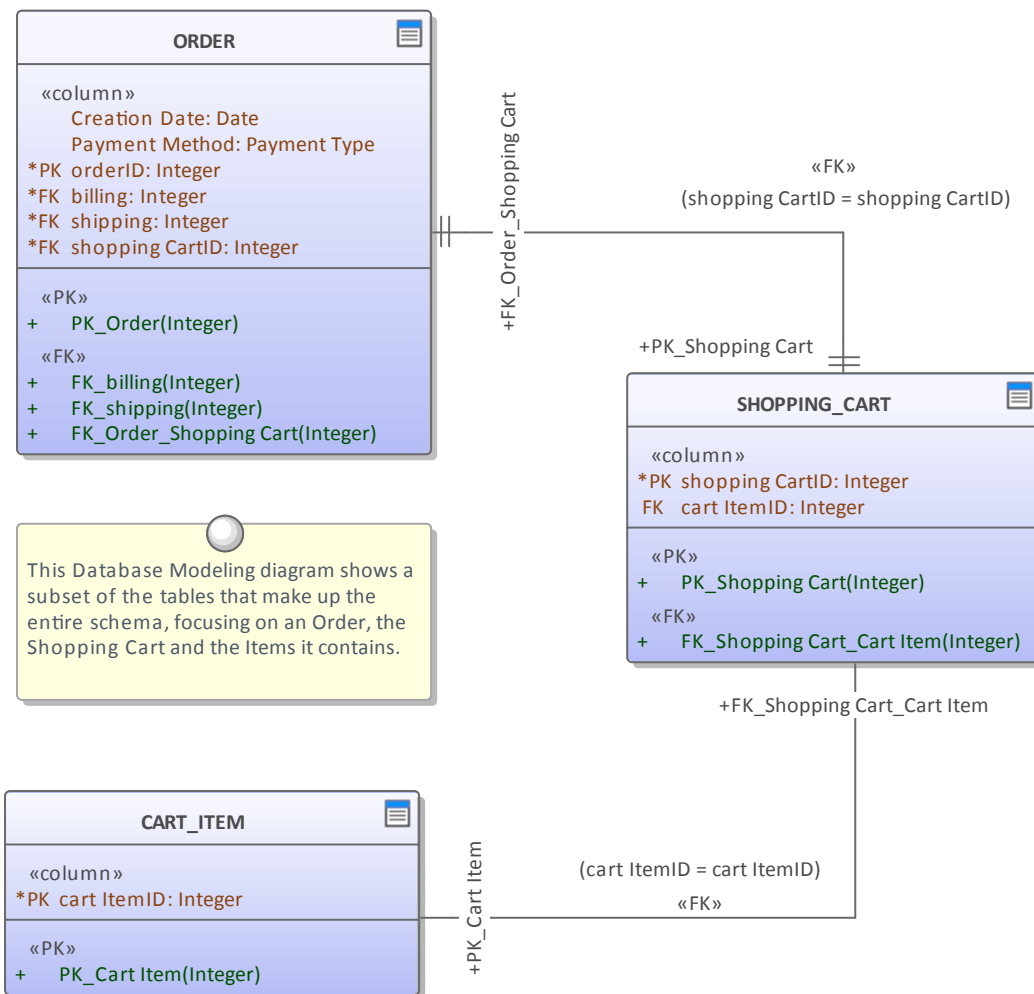 ORDER
«column»
Creation Date: Date
Payment Method: Payment Type
*PK orderID: Integer
*FK billing: Integer
*FK shipping: Integer
*FK shopping CartID: Integer
«PK»
+ PK_Order(Integer)
«FK»
+ FK_billing(Integer)
+ FK_shipping(Integer)
+ FK_Order_Shopping Cart(Integer)
+FK_Order_Shopping Cart
«FK»
(shopping CartID = shopping CartID)
+PK_Shopping Cart
SHOPPING_CART
«column»
*PK shopping CartID: Integer
FK cart ItemID: Integer
«PK»
+ PK_Shopping Cart(Integer)
«FK»
+ FK_Shopping Cart_Cart Item(Integer)
This Database Modeling diagram shows a
subset of the tables that make up the
entire schema, focusing on an Order, the
Shopping Cart and the Items it contains.
+FK_Shopping Cart_Cart Item
CART_ITEM
«column»
*PK cart ItemID: Integer
«PK»
+ PK_Cart Item(Integer)
+PK_Cart Item
(cart ItemID = cart ItemID)
«FK»